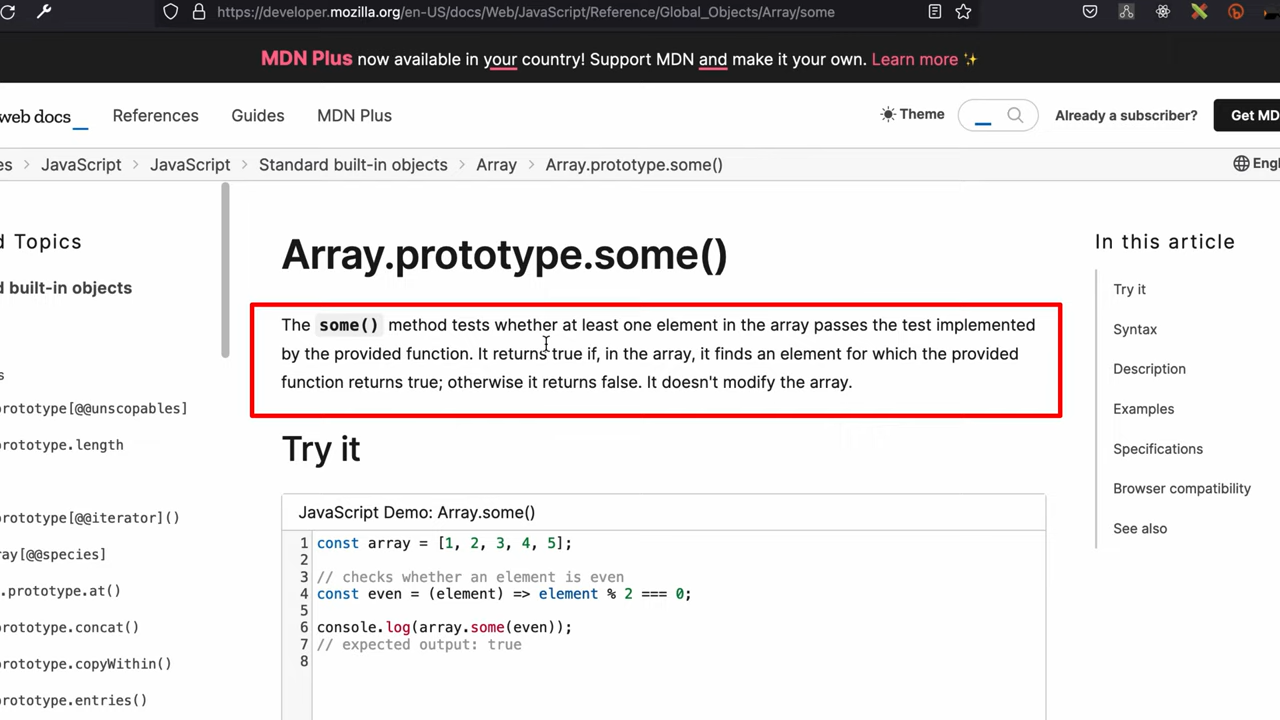 https://developer.mozilla.org/en-US/docs/Web/JavaScript/Reference/Global_Objects/Array/some
MDN Plus now available in your country! Support MDN and make it your own. Learn more ✨
web docs_
References
Guides
MDN Plus
Theme
Already a subscriber?
Get MD
es > JavaScript > JavaScript > Standard built-in objects > Array > Array.prototype.some()
Engl
d Topics
d built-in objects
s
prototype[@@unscopables]
prototype.length
prototype[@@iterator]()
ray[@@species]
.prototype.at()
prototype.concat()
prototype.copyWithin()
prototype.entries()
Array.prototype.some()
The some() method tests whether at least one element in the array passes the test implemented
by the provided function. It returns true if, in the array, it finds an element for which the provided
function returns true; otherwise it returns false. It doesn't modify the array.
Try it
JavaScript Demo: Array.some()
1 const array = [1, 2, 3, 4, 5];
2
3 // checks whether an element is even
4 const even = (element) => element % 2 === 0;
5
6 console.log(array.some(even));
7 // expected output: true
8
In this article
Try it
Syntax
Description
Examples
Specifications
Browser compatibility
See also